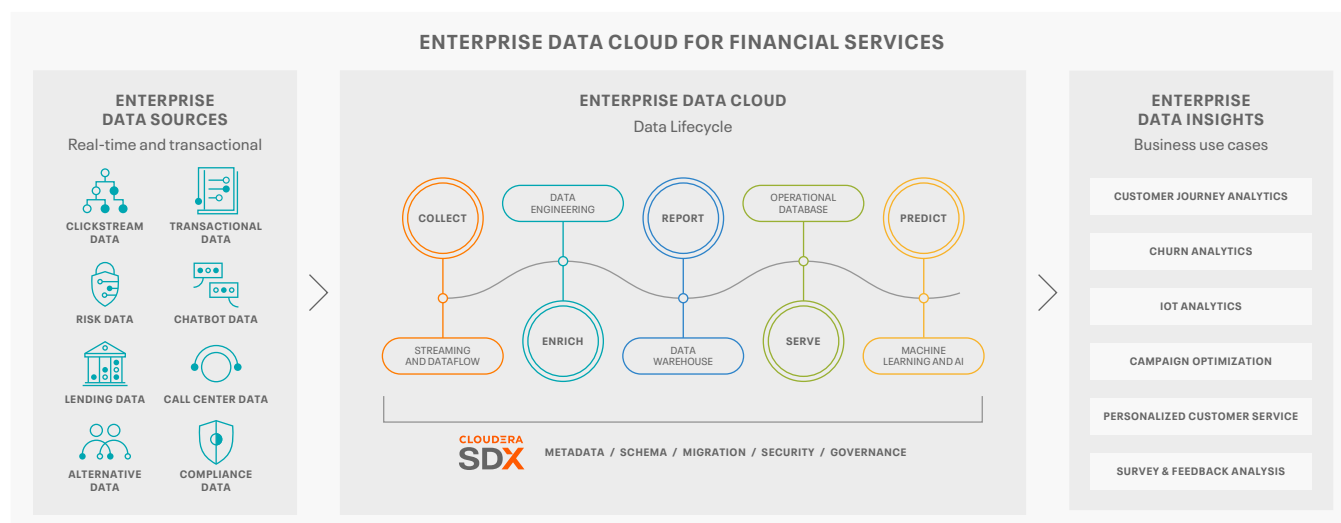 ENTERPRISE DATA CLOUD FOR FINANCIAL SERVICES
ENTERPRISE
DATA SOURCES
Real-time and transactional
CLICKSTREAM
DATA
TRANSACTIONAL
DATA
RISK DATA
CHATBOT DATA
LENDING DATA
CALL CENTER DATA
ALTERNATIVE
DATA
COMPLIANCE
DATA
ENTERPRISE DATA CLOUD
Data Lifecycle
COLLECT
DATA
ENGINEERING
REPORT
OPERATIONAL
DATABASE
PREDICT
STREAMING
AND DATAFLOW
ENRICH
DATA
WAREHOUSE
SERVE
MACHINE
LEARNING AND AI
CLOUDERA
SDX
METADATA / SCHEMA / MIGRATION / SECURITY / GOVERNANCE
ENTERPRISE
DATA INSIGHTS
Business use cases
CUSTOMER JOURNEY ANALYTICS
CHURN ANALYTICS
IOT ANALYTICS
CAMPAIGN OPTIMIZATION
PERSONALIZED CUSTOMER SERVICE
SURVEY & FEEDBACK ANALYSIS